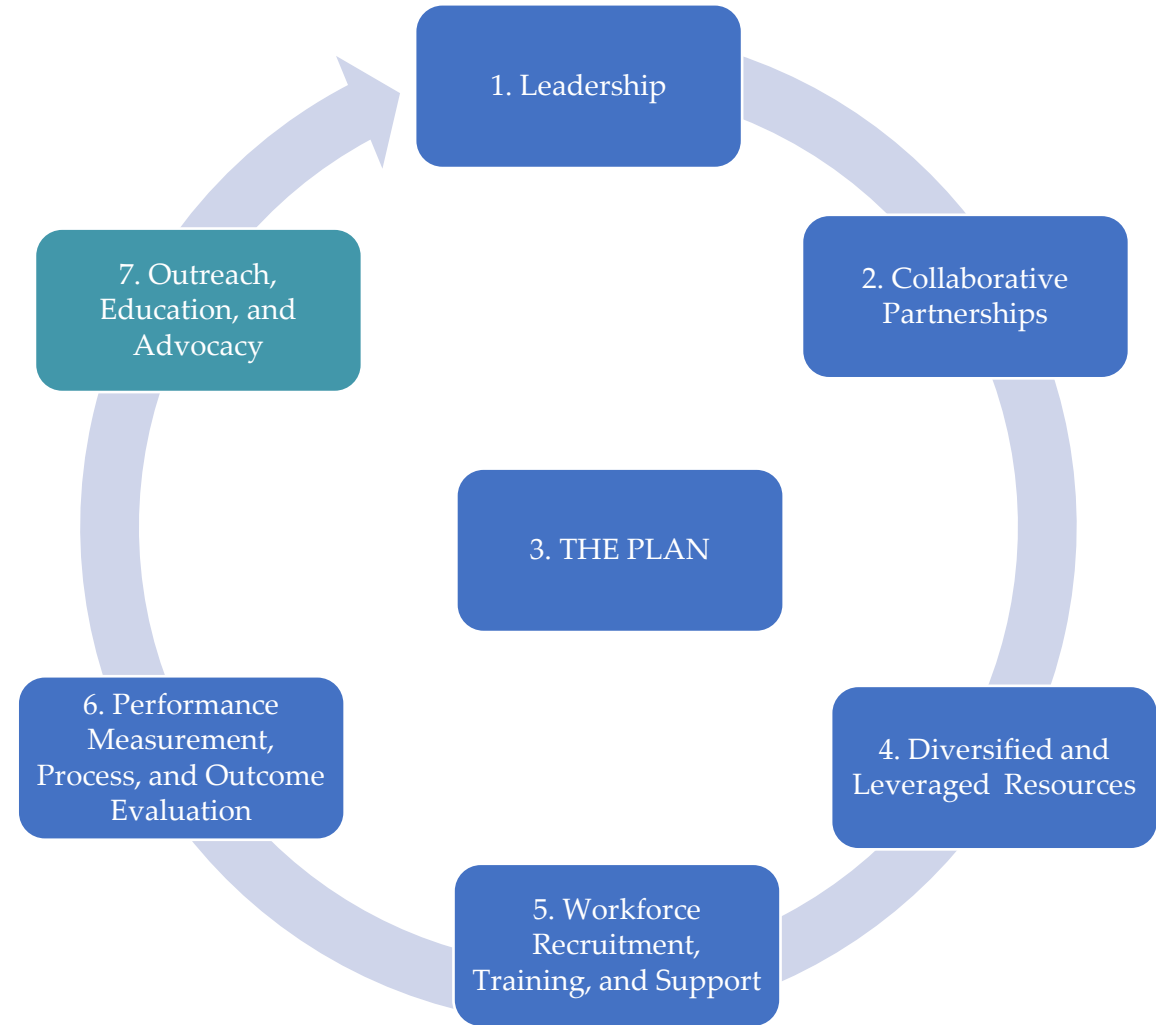 1. Leadership
2. Collaborative
Partnerships
3. THE PLAN
4. Diversified and
Leveraged  Resources
5. Workforce
Recruitment,
Training, and Support
6. Performance
Measurement,
Process, and Outcome
Evaluation
7. Outreach,
Education, and
Advocacy